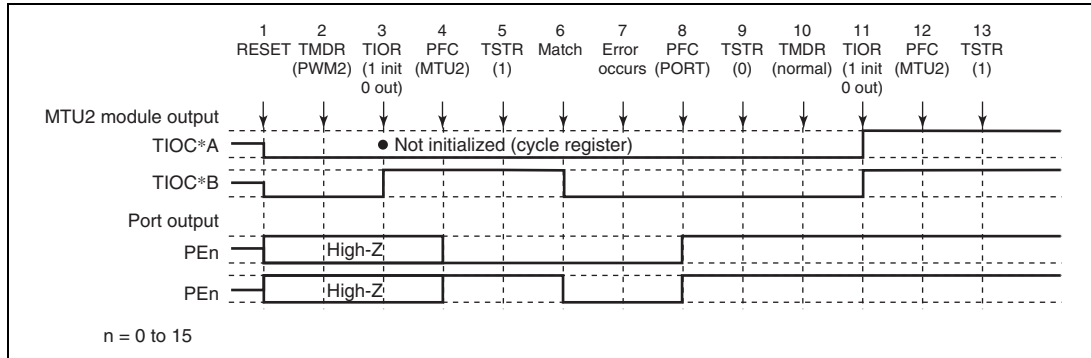 1 2 3 4 5 6 7 8 9 10 11 12 13
RESET TMDR TIOR PFC TSTR Match Error PFC TSTR TMDR TIOR PFC TSTR
(PWM2) (1 init (MTU2) (1) occurs (PORT) (0) (normal) (1 init (MTU2) (1)
0 out) 0 out)
MTU2 module output
TIOC*A ● Not initialized (cycle register)
TIOC*B
Port output
PEn High-Z
PEn High-Z
n = 0 to 15